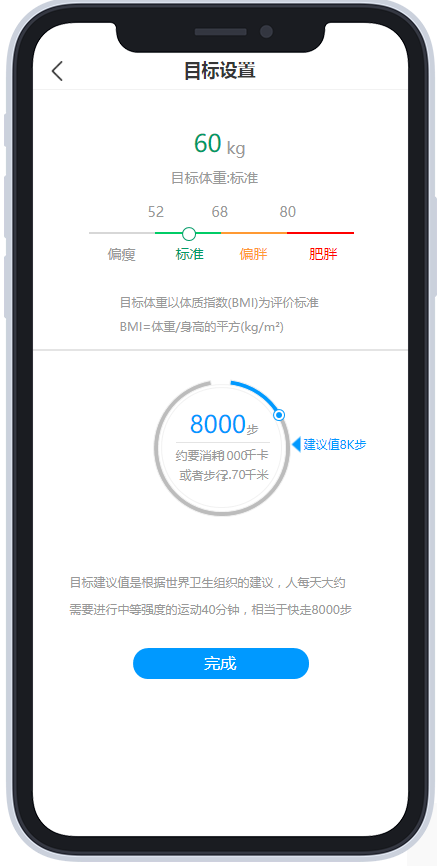 目标设置
60 kg
目标体重:标准
52 68 80
偏瘦 标准 偏胖 肥胖
目标体重以体质指数(BMI)为评价标准
BMI=体重/身高的平方(kg/m²)
8000步
建议值8K步
约要消耗 000千卡
或者步行 .70千米
目标建议值是根据世界卫生组织的建议，人每天大约
需要进行中等强度的运动40分钟，相当于快走8000步
完成